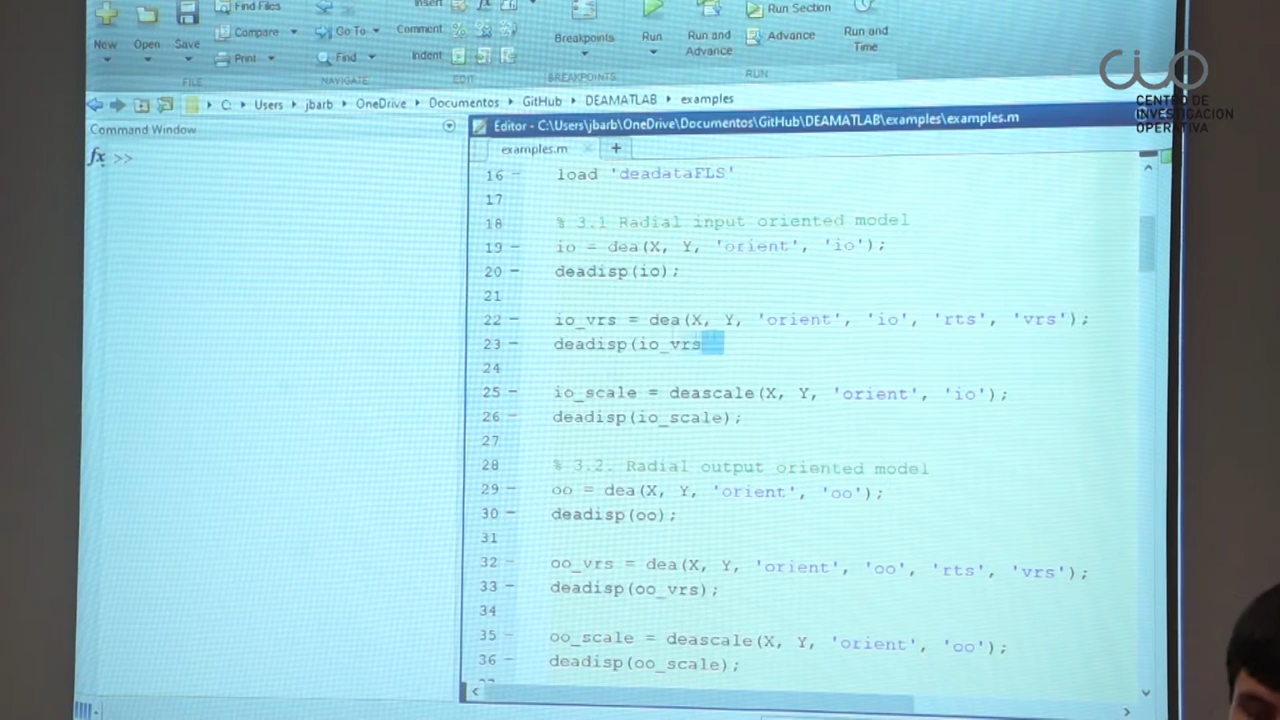 Find Files
Insert
Compare
Go To
Comment
Print
Find
Indent
New
Open
Save
Breakpoints
Run
Run and Advance
Run Section
Advance
Run and Time
FILE
NAVIGATE
EDIT
BREAKPOINTS
RUN
CENTRO DE
INVESTIGACION
OPERATIVA
C: Users jbarb OneDrive Documentos GitHub DEAMATLAB examples
Command Window
fx >>
Editor - C:\Users\jbarb\OneDrive\Documentos\GitHub\DEAMATLAB\examples\examples.m
examples.m
16 - load 'deadataFLS'
17
18 % 3.1 Radial input oriented model
19 - io = dea(X, Y, 'orient', 'io');
20 - deadisp(io);
21
22 - io_vrs = dea(X, Y, 'orient', 'io', 'rts', 'vrs');
23 - deadisp(io_vrs
24
25 - io_scale = deascale(X, Y, 'orient', 'io');
26 - deadisp(io_scale);
27
28 % 3.2. Radial output oriented model
29 - oo = dea(X, Y, 'orient', 'oo');
30 - deadisp(oo);
31
32 - oo_vrs = dea(X, Y, 'orient', 'oo', 'rts', 'vrs');
33 - deadisp(oo_vrs);
34
35 - oo_scale = deascale(X, Y, 'orient', 'oo');
36 - deadisp(oo_scale);